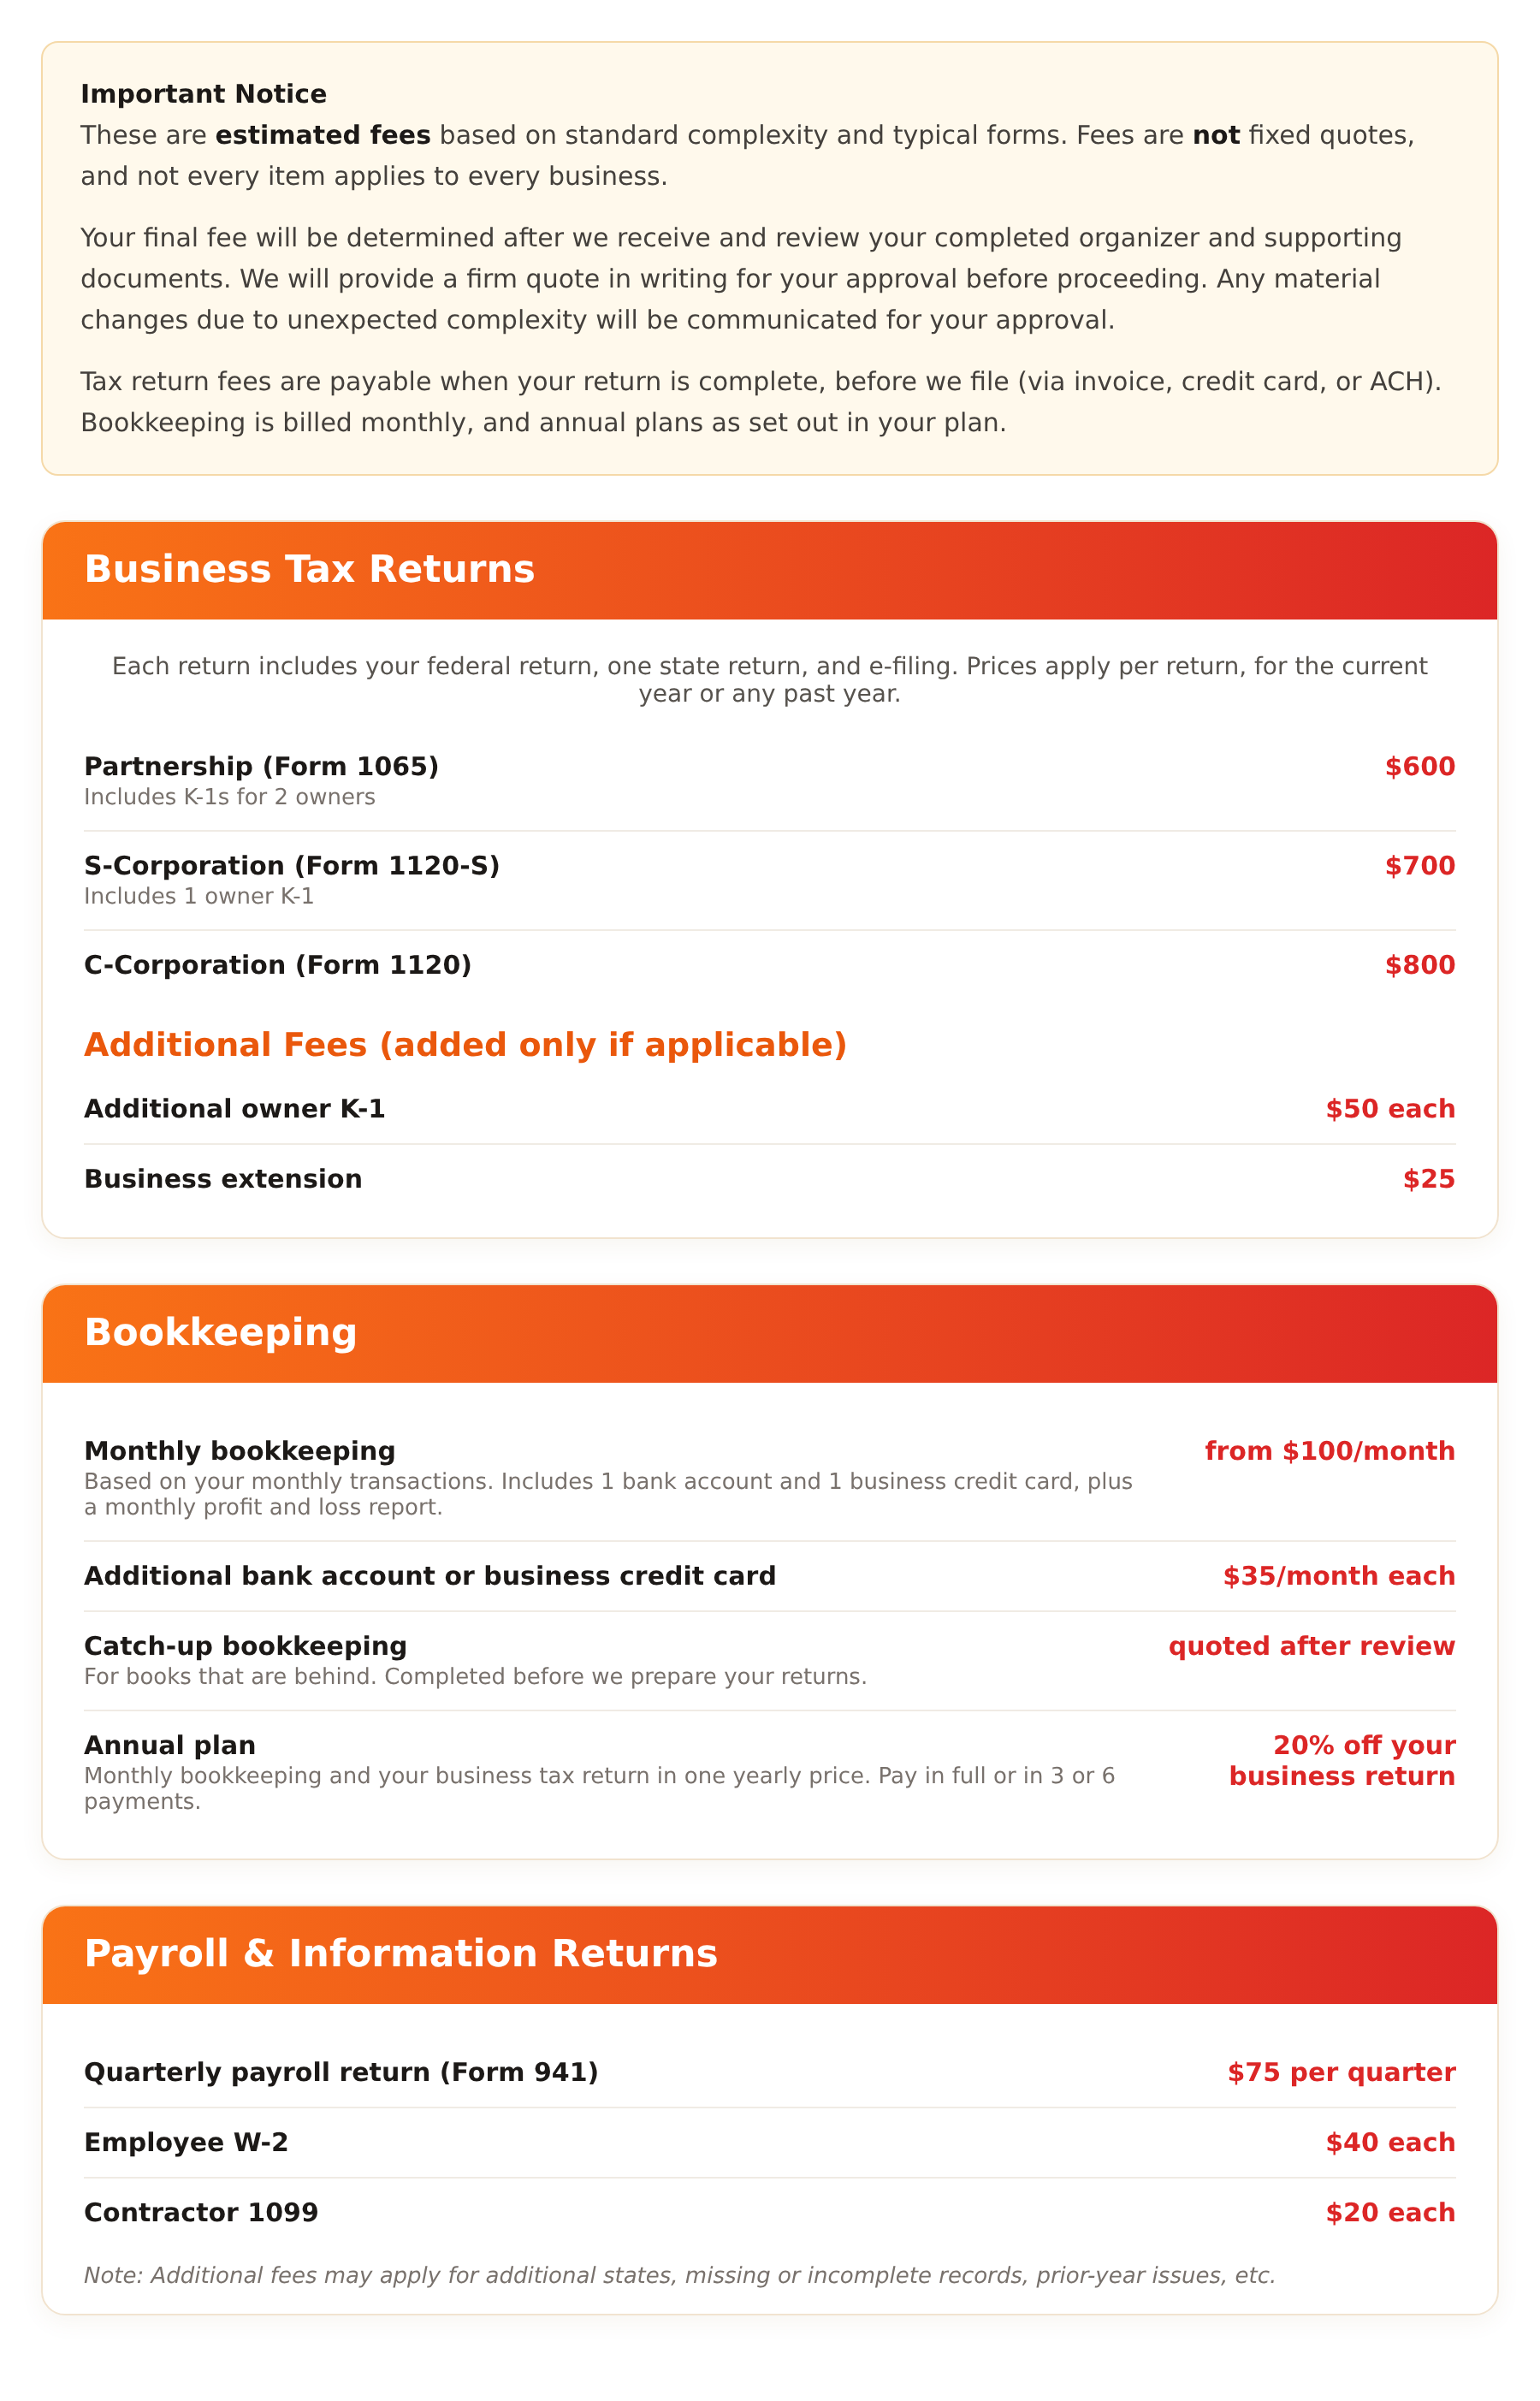 Important Notice
These are estimated fees based on standard complexity and typical forms. Fees are not fixed quotes,
and not every item applies to every business.
Your final fee will be determined after we receive and review your completed organizer and supporting
documents. We will provide a firm quote in writing for your approval before proceeding. Any material
changes due to unexpected complexity will be communicated for your approval.
Tax return fees are payable when your return is complete, before we file (via invoice, credit card, or ACH).
Bookkeeping is billed monthly, and annual plans as set out in your plan.
Business Tax Returns
Each return includes your federal return, one state return, and e-filing. Prices apply per return, for the current
year or any past year.
Partnership (Form 1065) $600
Includes K-1s for 2 owners
S-Corporation (Form 1120-S) $700
Includes 1 owner K-1
C-Corporation (Form 1120) $800
Additional Fees (added only if applicable)
Additional owner K-1 $50 each
Business extension $25
Bookkeeping
Monthly bookkeeping from $100/month
Based on your monthly transactions. Includes 1 bank account and 1 business credit card, plus
a monthly profit and loss report.
Additional bank account or business credit card $35/month each
Catch-up bookkeeping quoted after review
For books that are behind. Completed before we prepare your returns.
Annual plan 20% off your
Monthly bookkeeping and your business tax return in one yearly price. Pay in full or in 3 or 6 business return
payments.
Payroll & Information Returns
Quarterly payroll return (Form 941) $75 per quarter
Employee W-2 $40 each
Contractor 1099 $20 each
Note: Additional fees may apply for additional states, missing or incomplete records, prior-year issues, etc.